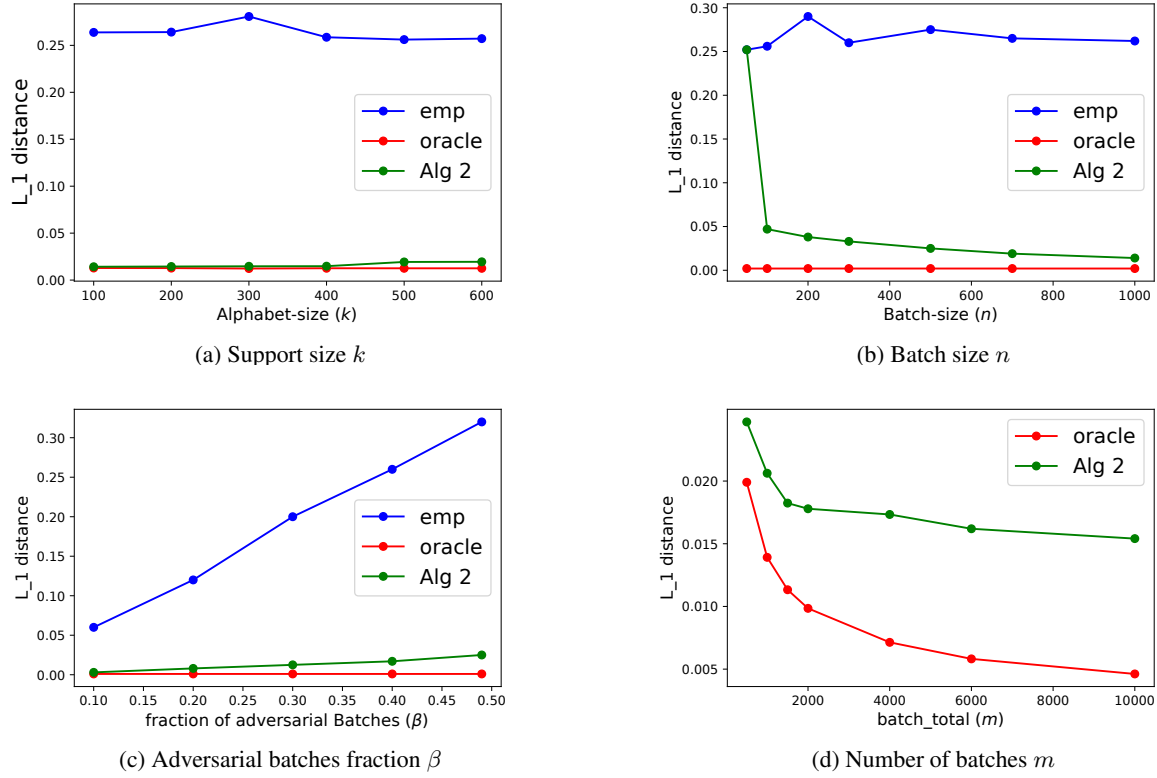 0.25
0.20
0.15
0.10
0.05
0.00
L_1 distance
emp
oracle
Alg 2
100 200 300 400 500 600
Alphabet-size (k)
(a) Support size k
0.30
0.25
0.20
0.15
0.10
0.05
0.00
L_1 distance
emp
oracle
Alg 2
200 400 600 800 1000
Batch-size (n)
(b) Batch size n
0.30
0.25
0.20
0.15
0.10
0.05
0.00
L_1 distance
emp
oracle
Alg 2
0.10 0.15 0.20 0.25 0.30 0.35 0.40 0.45 0.50
fraction of adversarial Batches (β)
(c) Adversarial batches fraction β
0.020
0.015
0.010
0.005
L_1 distance
oracle
Alg 2
2000 4000 6000 8000 10000
batch_total (m)
(d) Number of batches m